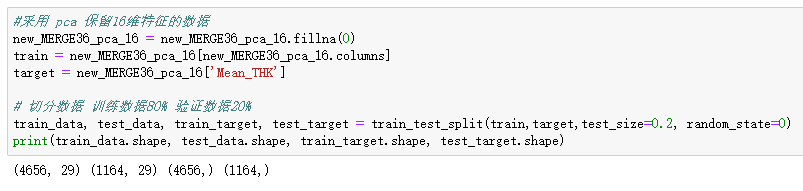 #采用 pca 保留16维特征的数据
new_MERGE36_pca_16 = new_MERGE36_pca_16.fillna(0)
train = new_MERGE36_pca_16[new_MERGE36_pca_16.columns]
target = new_MERGE36_pca_16['Mean_THK']
# 切分数据 训练数据80% 验证数据20%
train_data, test_data, train_target, test_target = train_test_split(train,target,test_size=0.2, random_state=0)
print(train_data.shape, test_data.shape, train_target.shape, test_target.shape)
(4656, 29) (1164, 29) (4656,) (1164,)